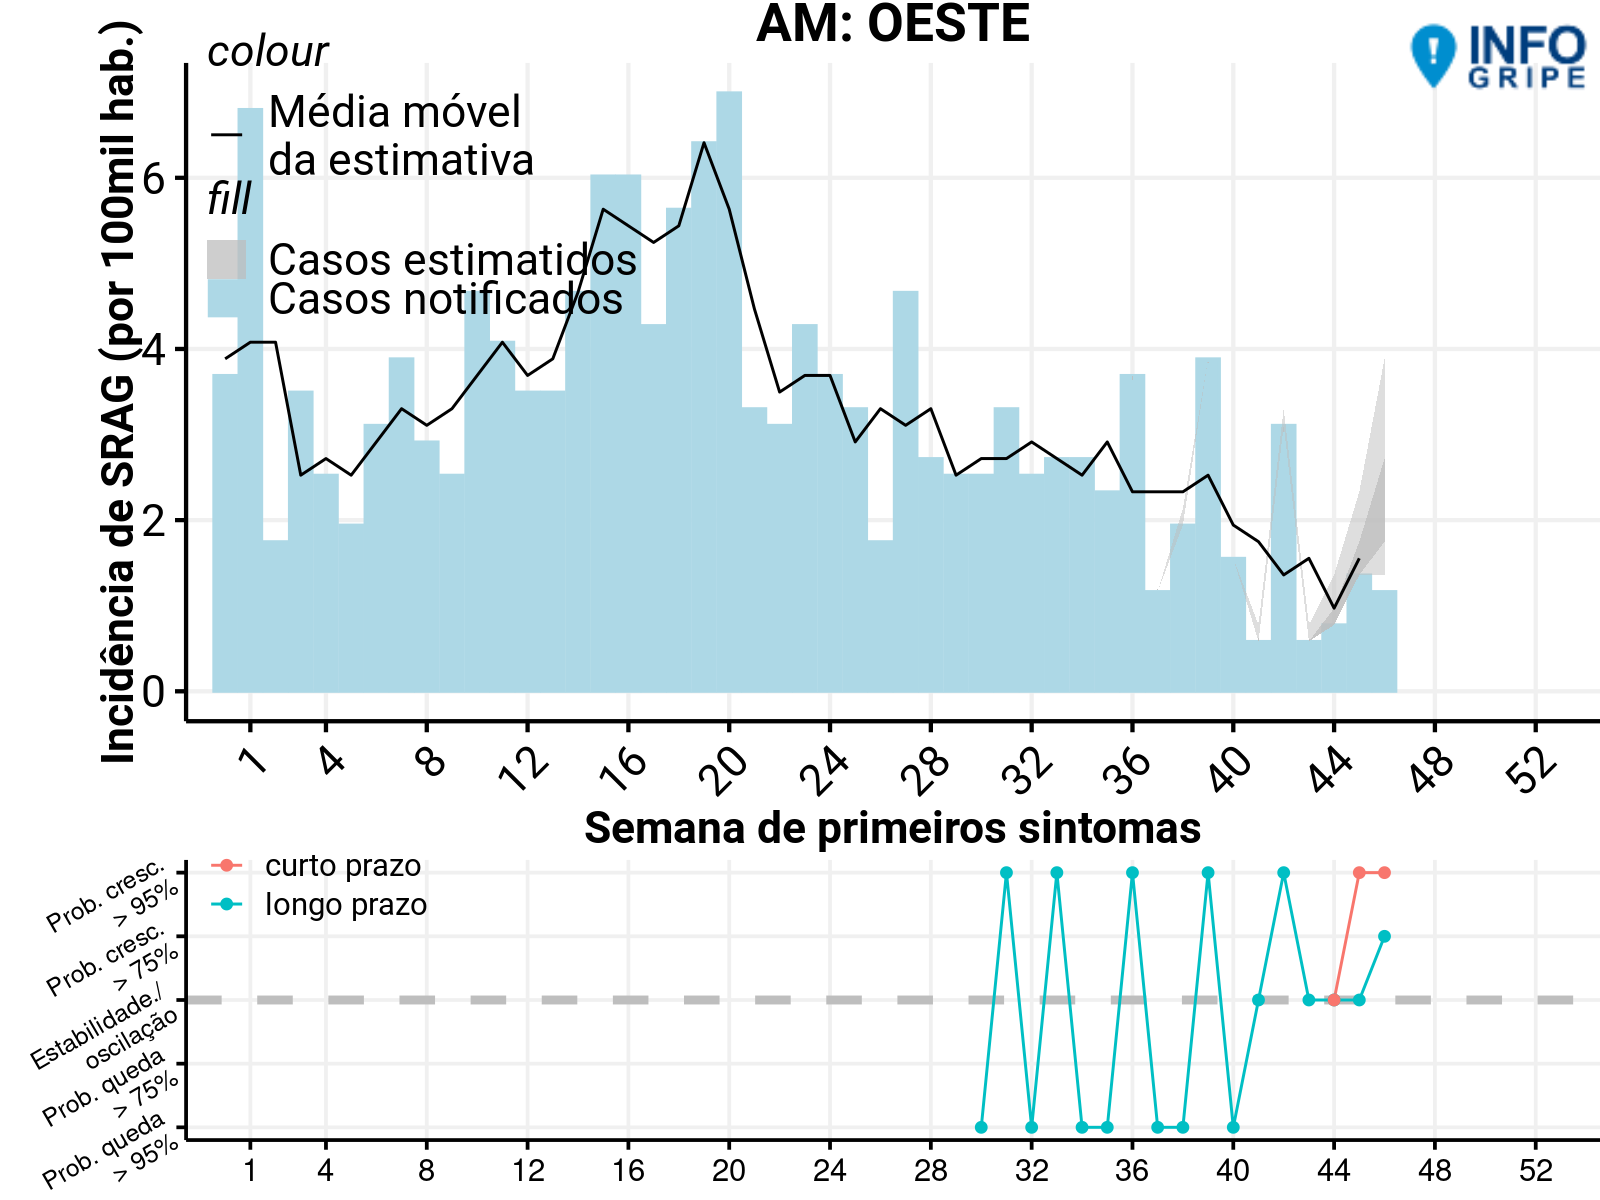 AM: OESTE
INFO
GRIPE
Incidência de SRAG (por 100mil hab.)
colour
Média móvel
da estimativa
fill
Casos estimatidos
Casos notificados
6
4
2
0
1 4 8 12 16 20 24 28 32 36 40 44 48 52
Semana de primeiros sintomas
curto prazo
longo prazo
Prob. cresc.
> 95%
Prob. cresc.
> 75%
Estabilidade./
oscilação
Prob. queda
> 75%
Prob. queda
> 95%
1 4 8 12 16 20 24 28 32 36 40 44 48 52